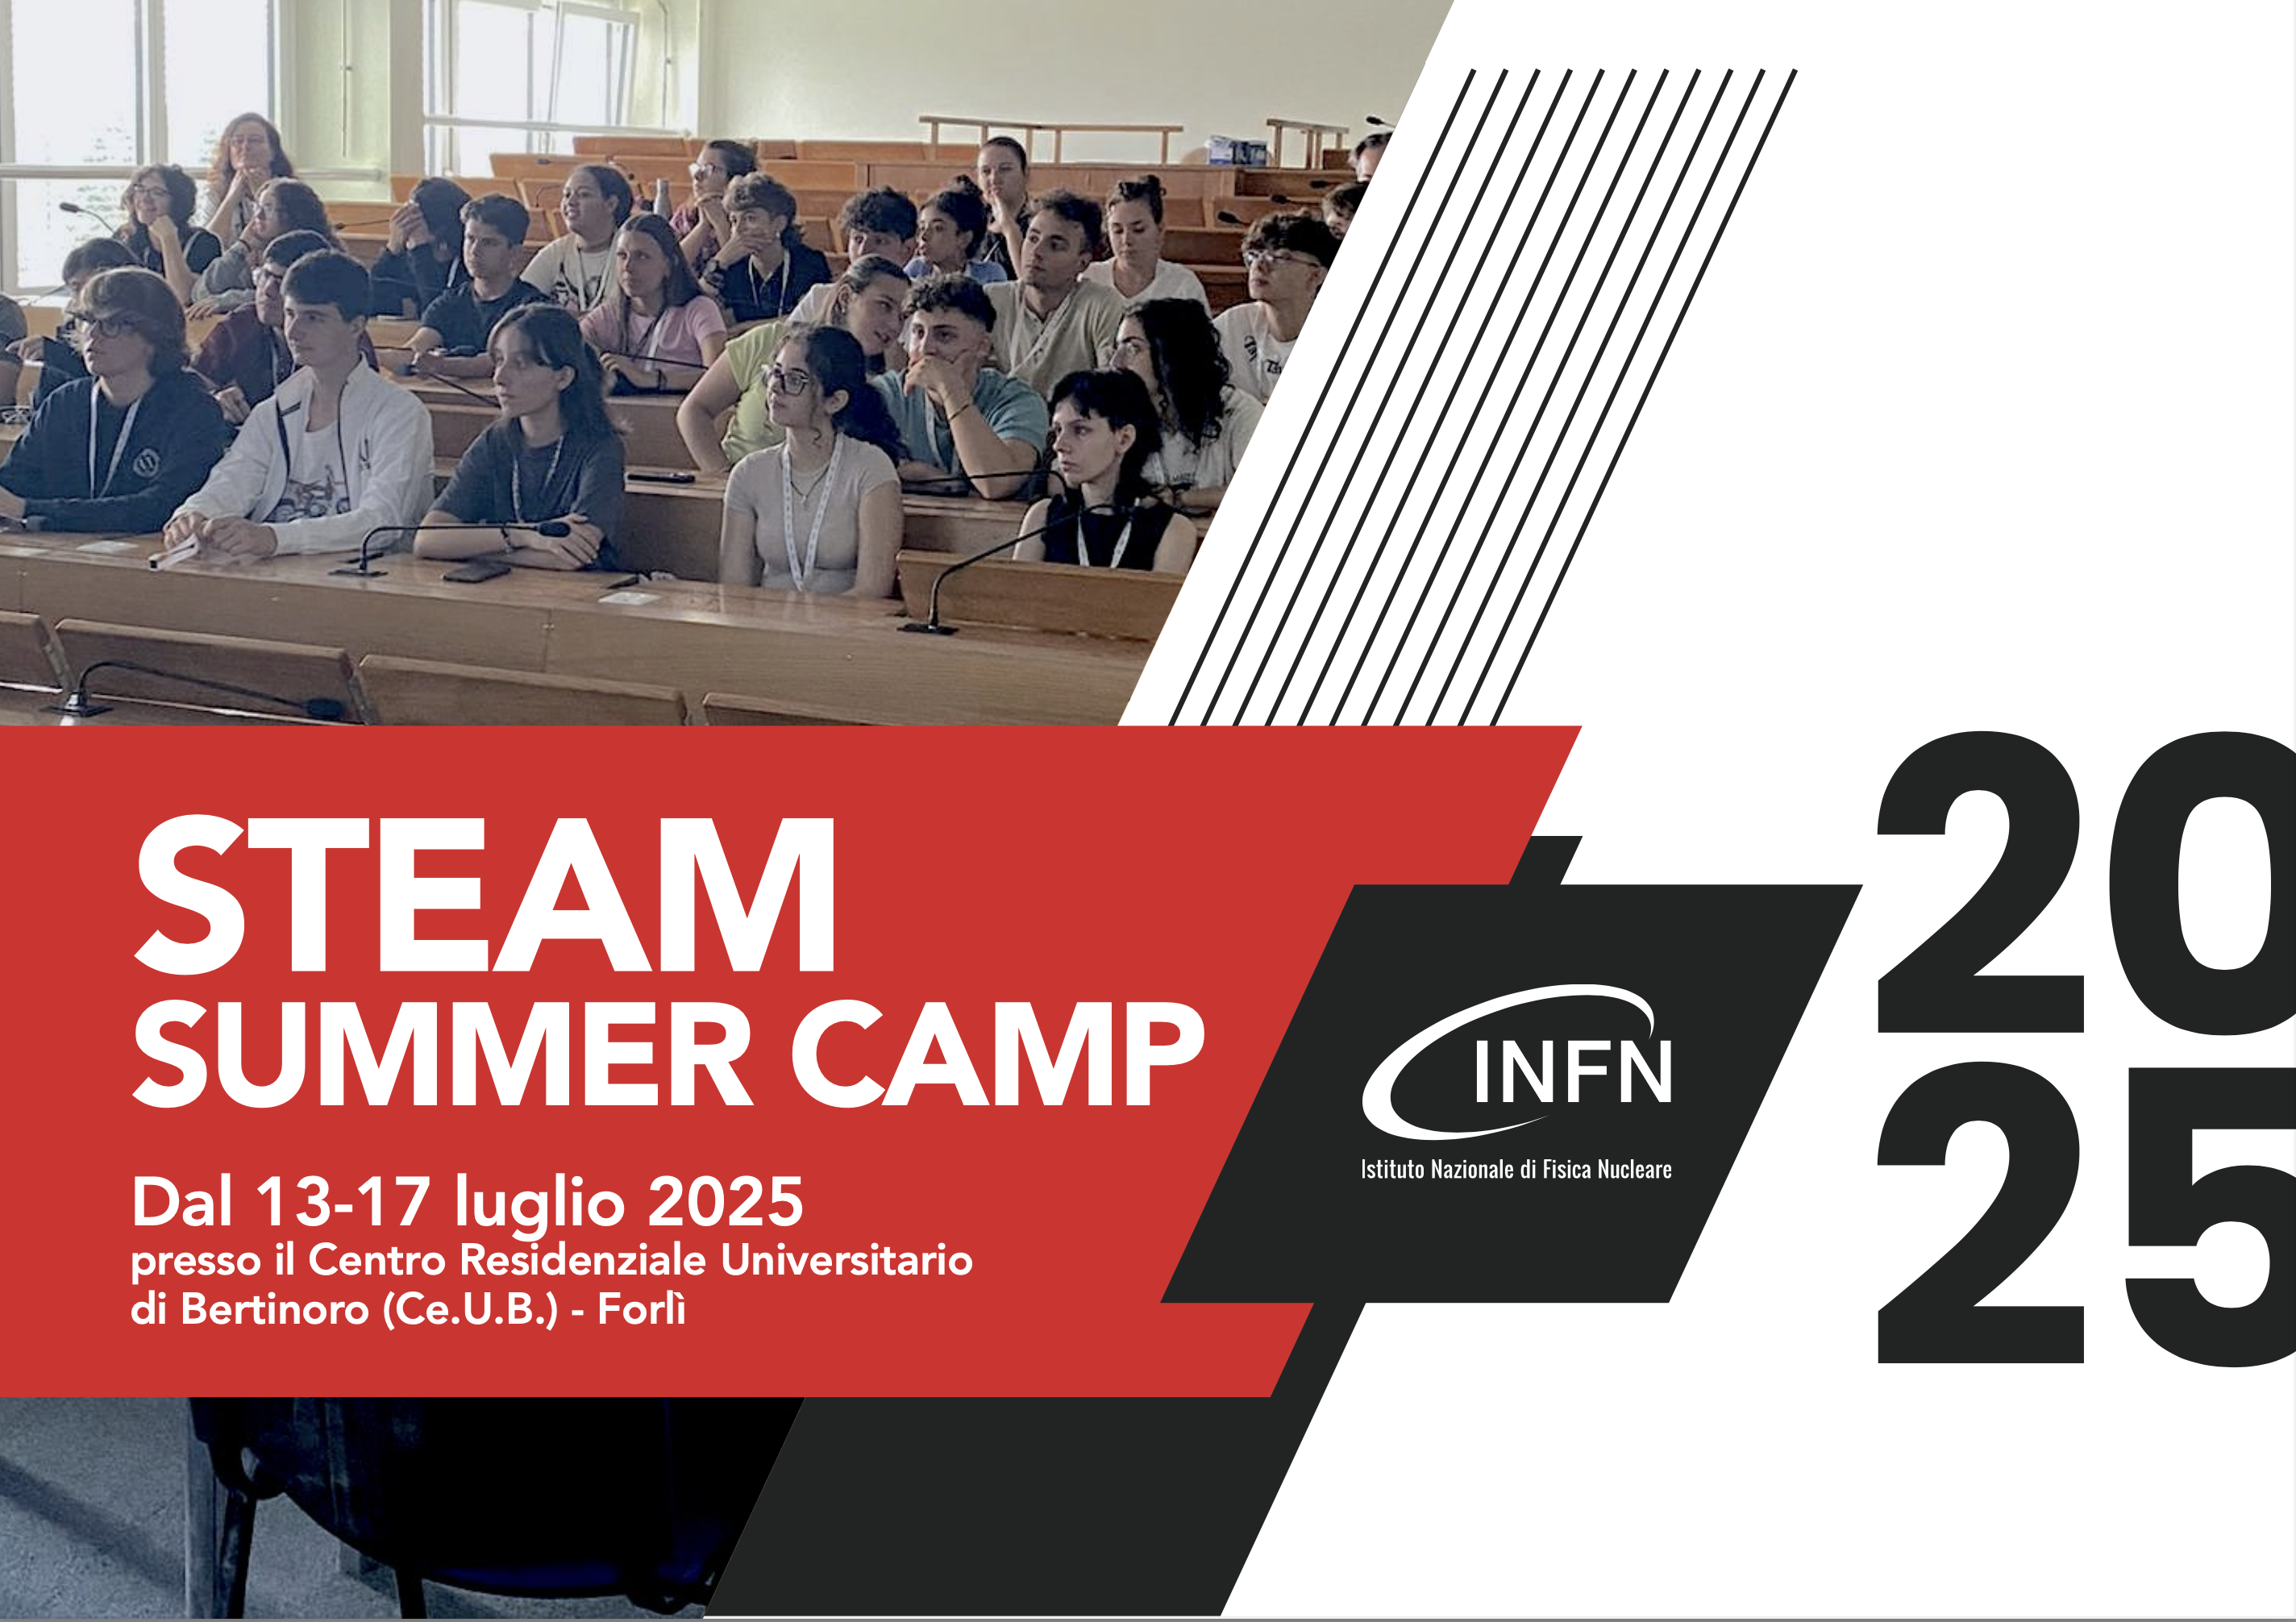 STEAM
SUMMER CAMP
Dal 13-17 luglio 2025
presso il Centro Residenziale Universitario
di Bertinoro (Ce.U.B.) - Forlì
INFN
Istituto Nazionale di Fisica Nucleare
20
25